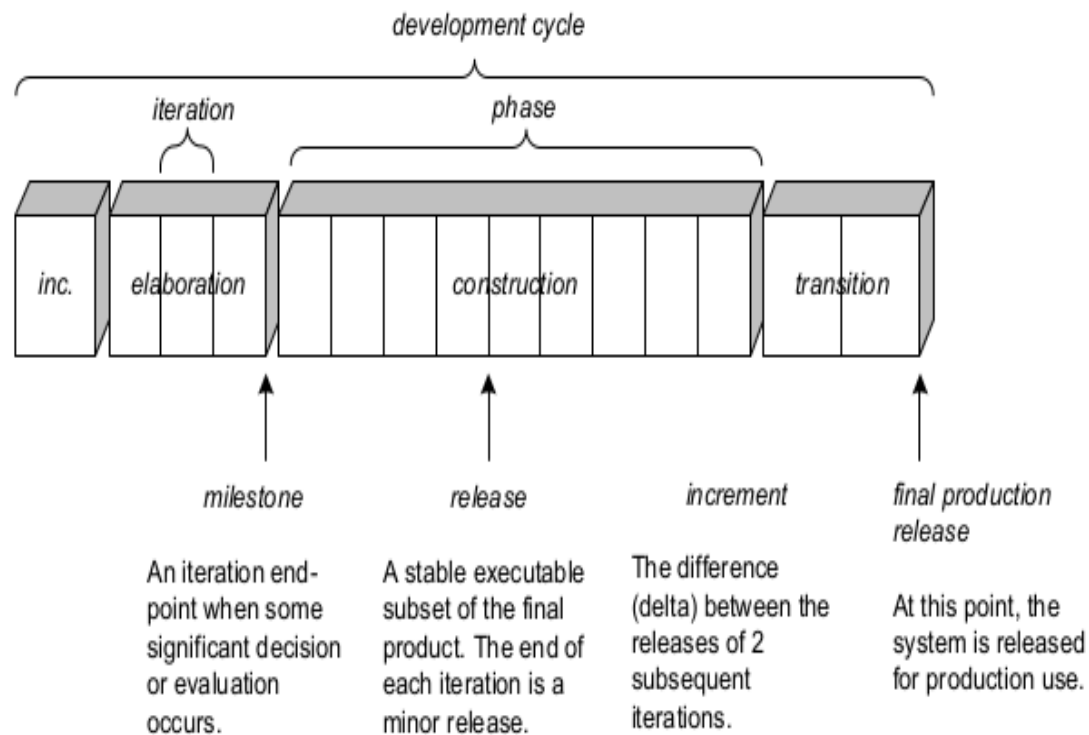 development cycle
iteration
phase
inc.
elaboration
construction
transition
milestone
An iteration end-
point when some
significant decision
or evaluation
occurs.
release
A stable executable
subset of the final
product. The end of
each iteration is a
minor release.
increment
The difference
(delta) between the
releases of 2
subsequent
iterations.
final production
release
At this point, the
system is released
for production use.